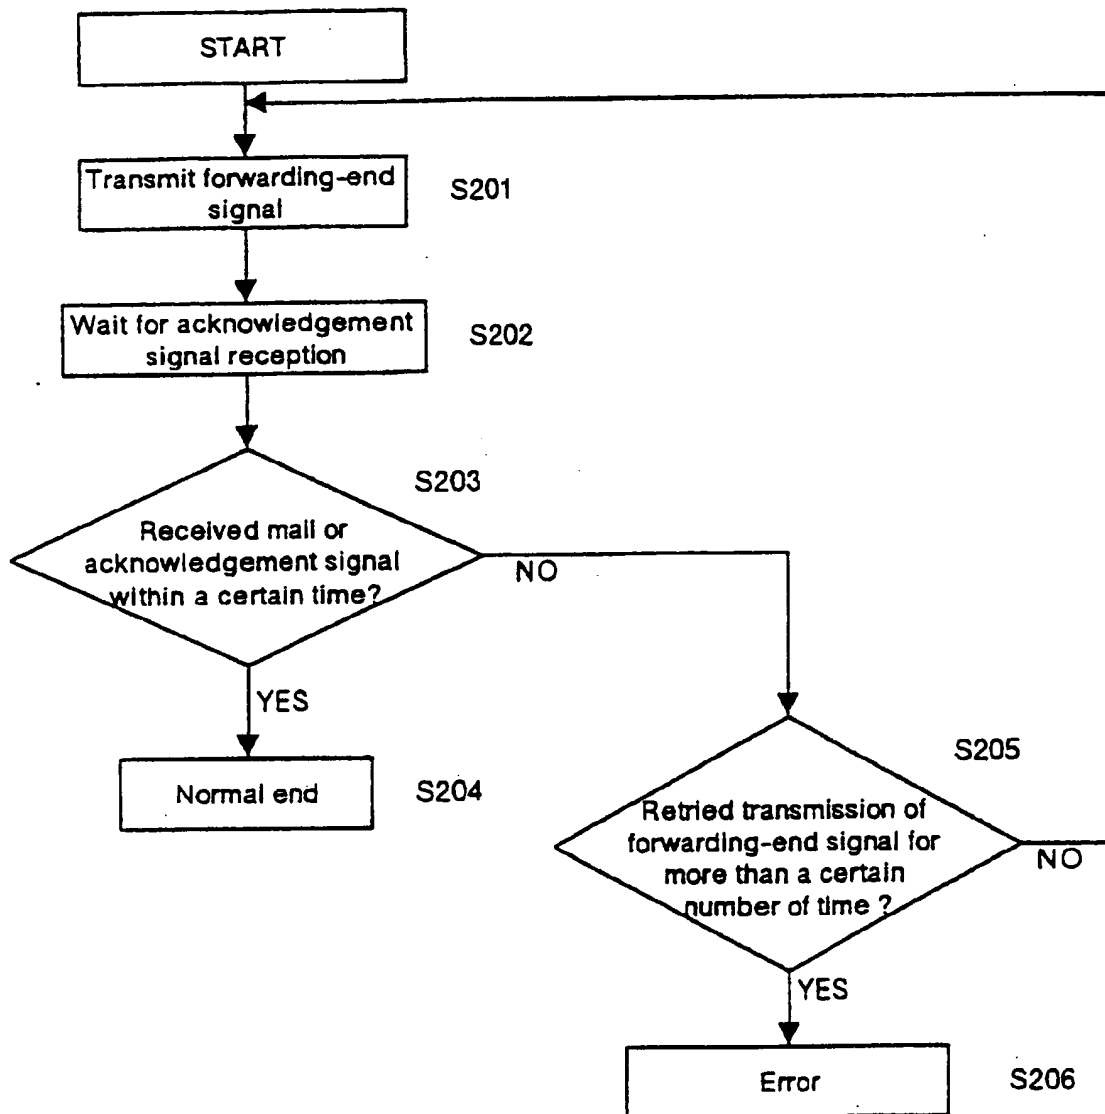 START
Transmit forwarding-end
signal
S201
Wait for acknowledgement
signal reception
S202
S203
Received mail or
acknowledgement signal
within a certain time?
NO
YES
Normal end
S204
S205
Retried transmission of
forwarding-end signal for
more than a certain
number of time ?
NO
YES
Error
S206